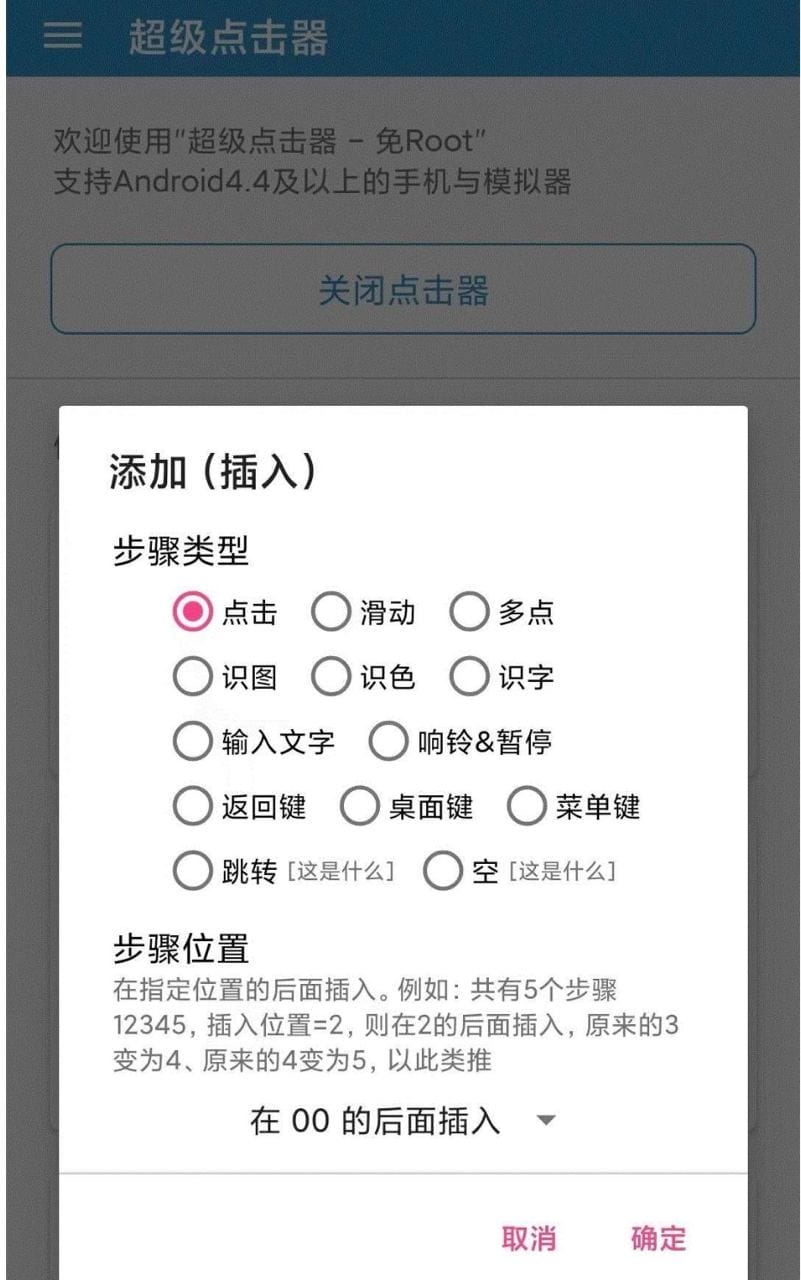 超级点击器
欢迎使用"超级点击器 - 免Root"
支持Android4.4及以上的手机与模拟器
关闭点击器
添加（插入）
步骤类型
点击 滑动 多点
识图 识色 识字
输入文字 响铃&暂停
返回键 桌面键 菜单键
跳转 [这是什么] 空 [这是什么]
步骤位置
在指定位置的后面插入。例如：共有5个步骤
12345，插入位置=2，则在2的后面插入，原来的3
变为4、原来的4变为5，以此类推
在 00 的后面插入
取消 确定